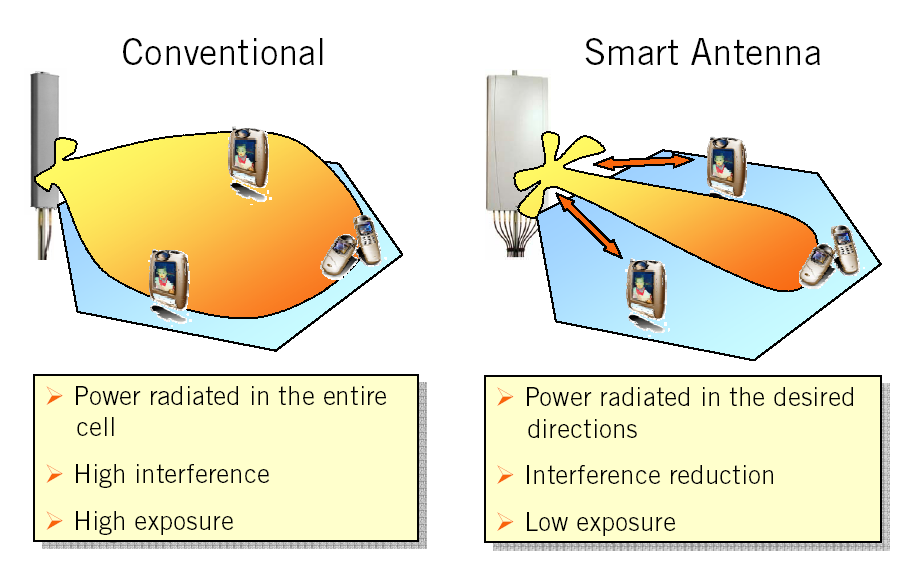 Conventional
Smart Antenna
➢ Power radiated in the entire
cell
➢ High interference
➢ High exposure
➢ Power radiated in the desired
directions
➢ Interference reduction
➢ Low exposure